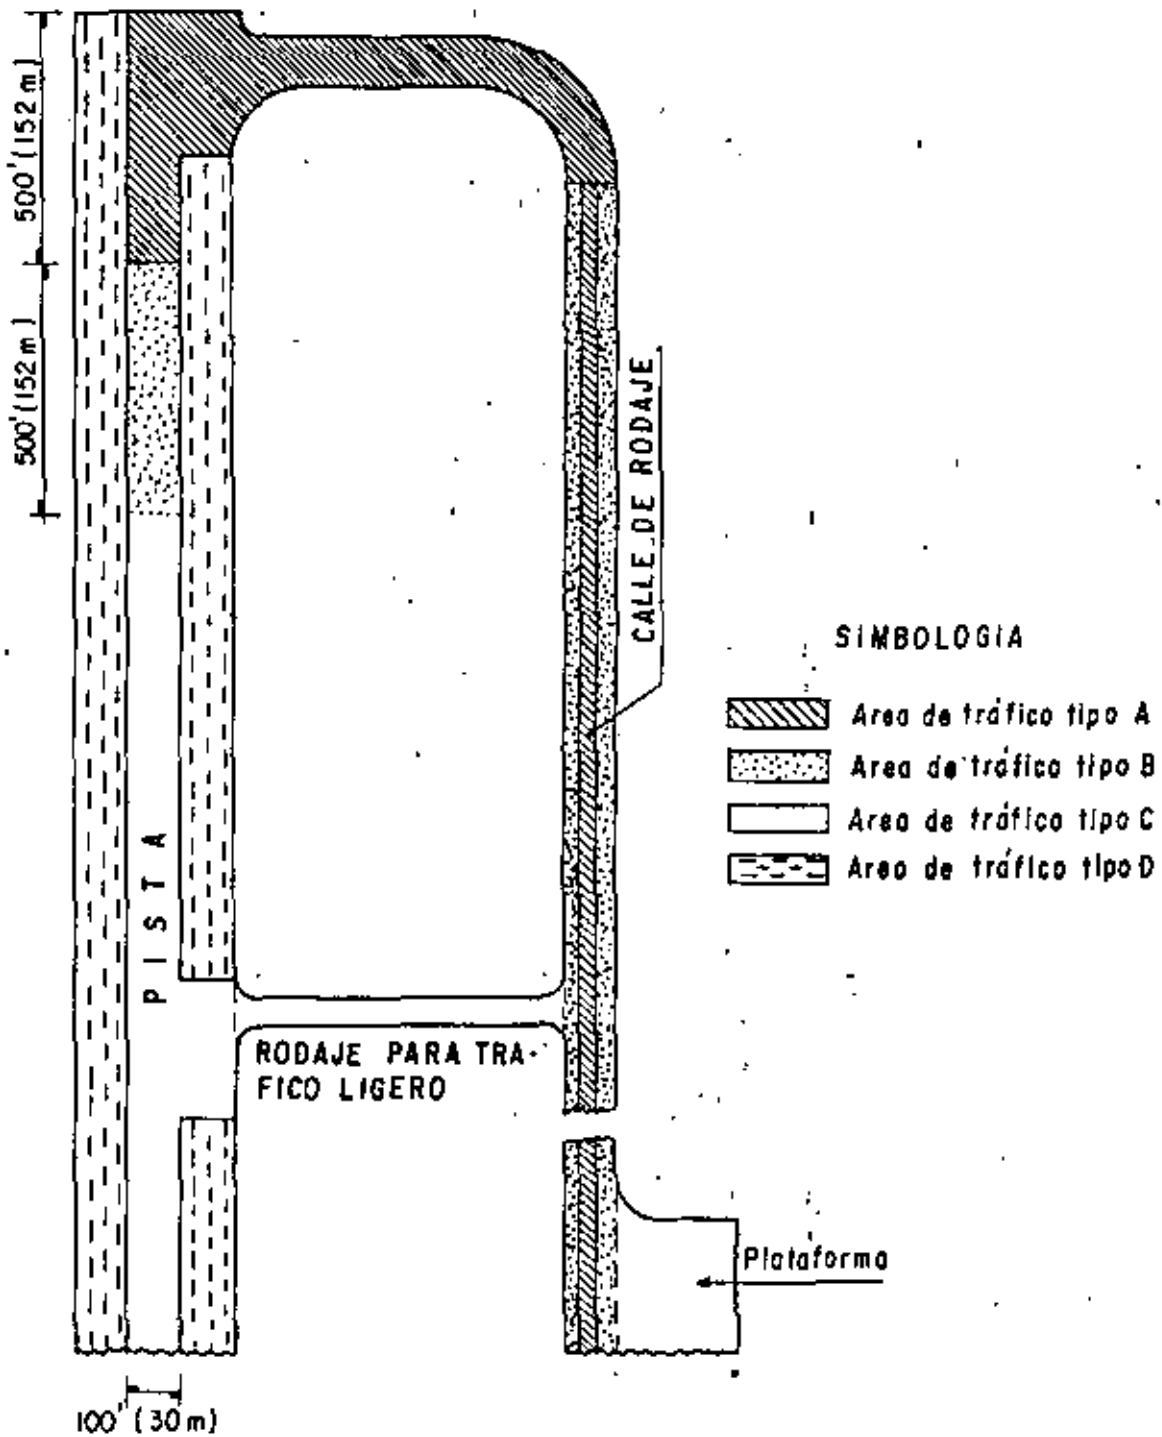 500'(152 m)
500'(152 m)
CALLE DE RODAJE
PISTA
RODAJE PARA TRA-
FICO LIGERO
SIMBOLOGIA
Area de tráfico tipo A
Area de tráfico tipo B
Area de tráfico tipo C
Area de tráfico tipo D
Plataforma
100' (30 m)